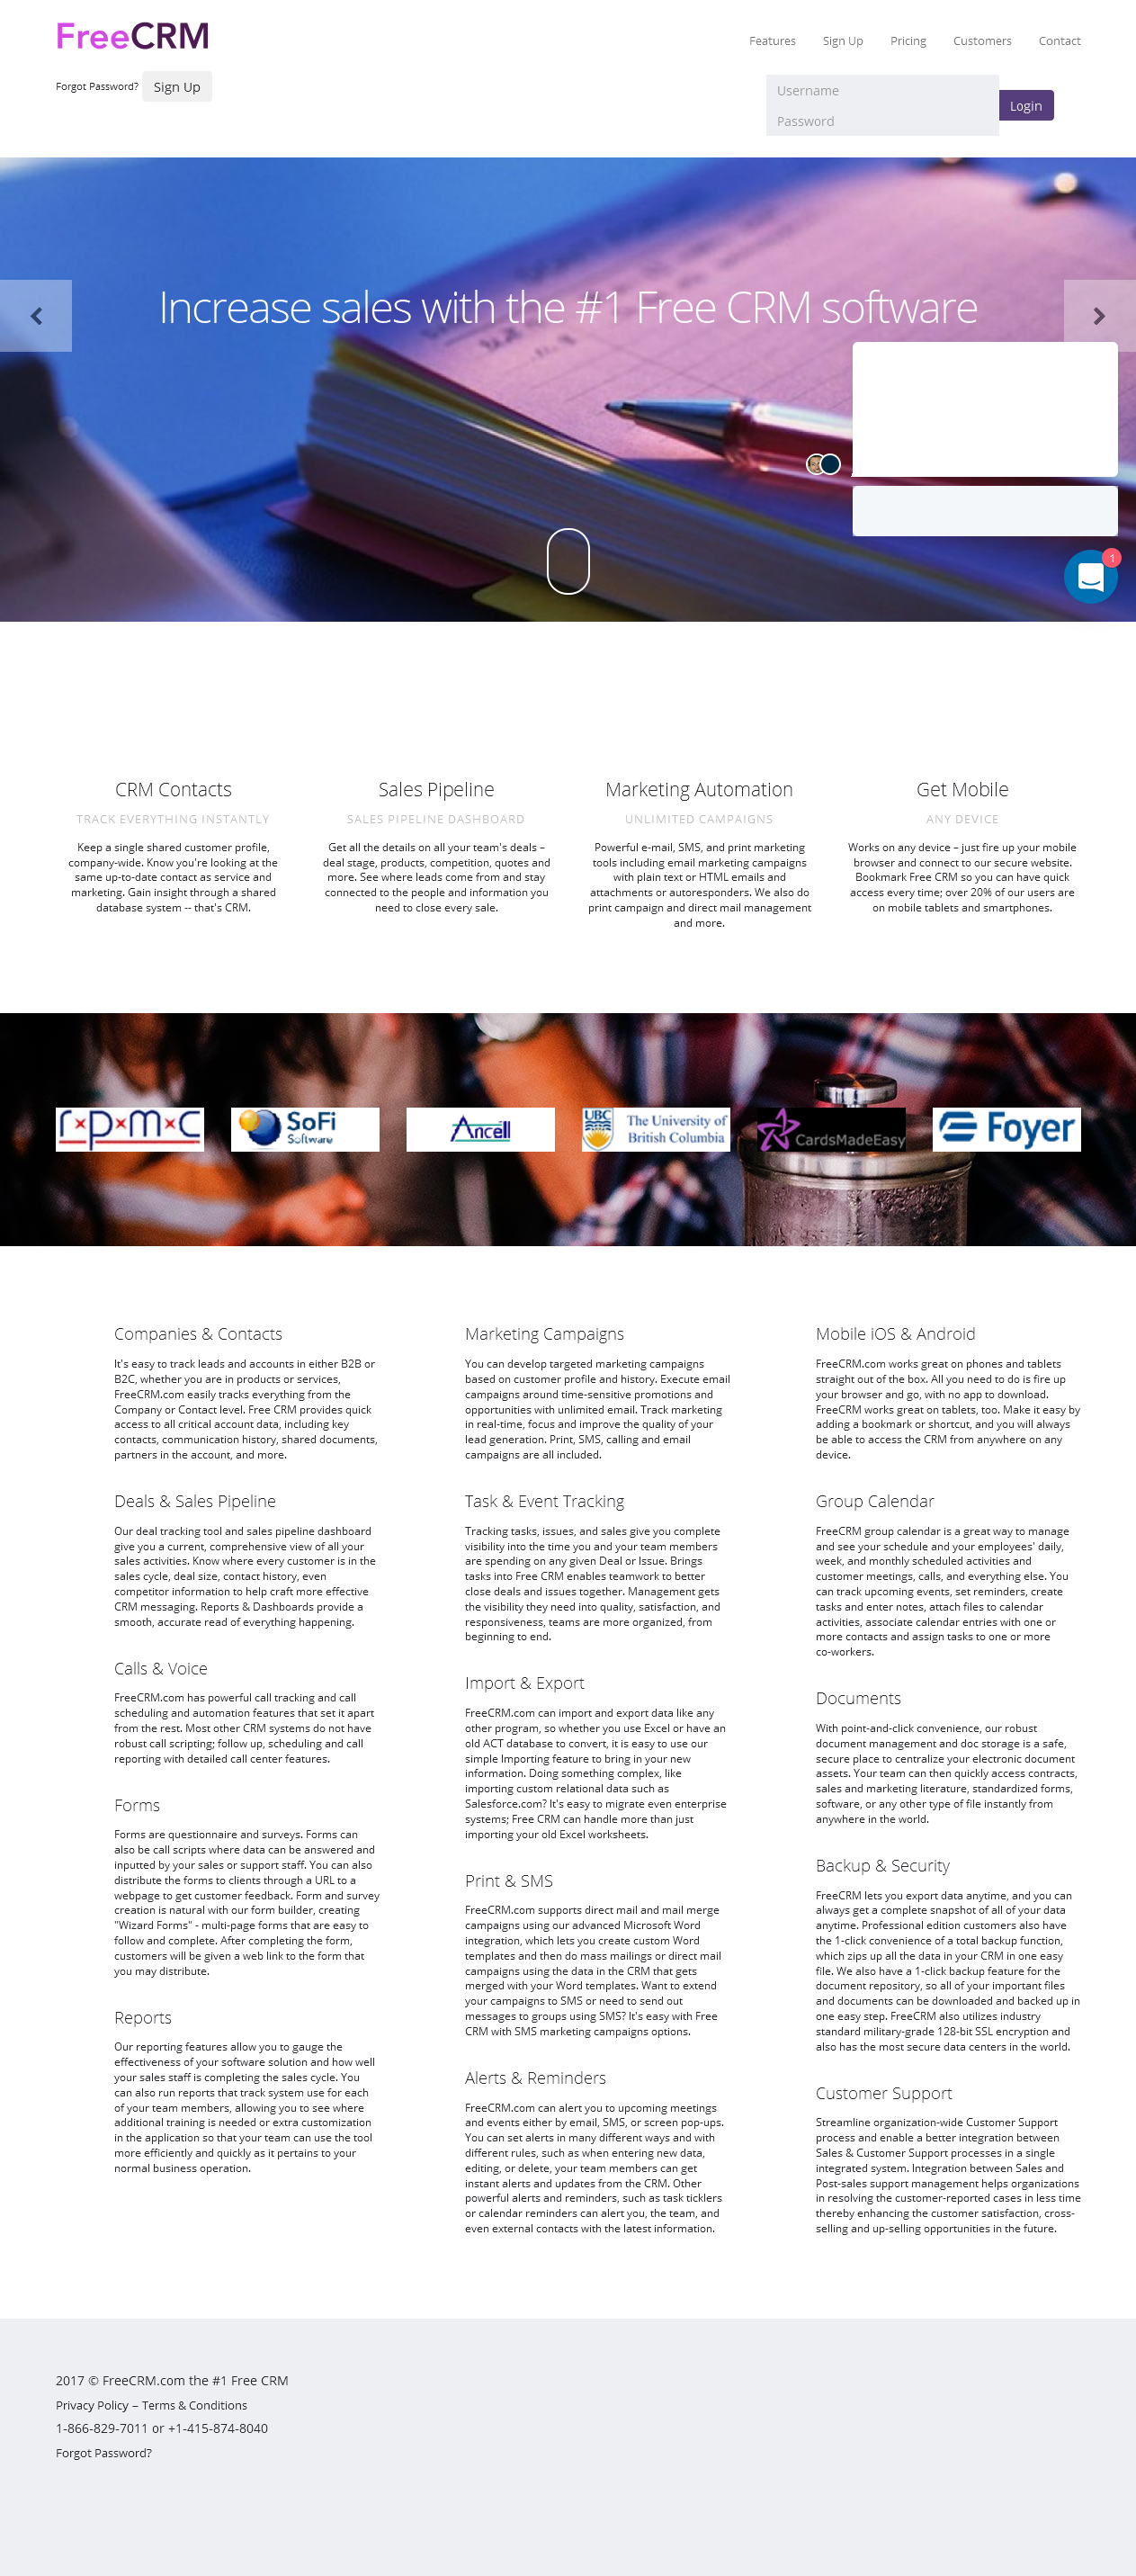 FreeCRM
Features
Sign Up
Pricing
Customers
Contact
Forgot Password?
Sign Up
Username
Password
Login
Increase sales with the #1 Free CRM software
1
CRM Contacts
TRACK EVERYTHING INSTANTLY
Keep a single shared customer profile,
company-wide. Know you're looking at the
same up-to-date contact as service and
marketing. Gain insight through a shared
database system -- that's CRM.
Sales Pipeline
SALES PIPELINE DASHBOARD
Get all the details on all your team's deals –
deal stage, products, competition, quotes and
more. See where leads come from and stay
connected to the people and information you
need to close every sale.
Marketing Automation
UNLIMITED CAMPAIGNS
Powerful e-mail, SMS, and print marketing
tools including email marketing campaigns
with plain text or HTML emails and
attachments or autoresponders. We also do
print campaign and direct mail management
and more.
Get Mobile
ANY DEVICE
Works on any device – just fire up your mobile
browser and connect to our secure website.
Bookmark Free CRM so you can have quick
access every time; over 20% of our users are
on mobile tablets and smartphones.
r×p×m×c
SoFi
Software
Ancell
UBC
The University of
British Columbia
CardsMadeEasy
Foyer
Companies & Contacts
It's easy to track leads and accounts in either B2B or
B2C, whether you are in products or services,
FreeCRM.com easily tracks everything from the
Company or Contact level. Free CRM provides quick
access to all critical account data, including key
contacts, communication history, shared documents,
partners in the account, and more.
Deals & Sales Pipeline
Our deal tracking tool and sales pipeline dashboard
give you a current, comprehensive view of all your
sales activities. Know where every customer is in the
sales cycle, deal size, contact history, even
competitor information to help craft more effective
CRM messaging. Reports & Dashboards provide a
smooth, accurate read of everything happening.
Calls & Voice
FreeCRM.com has powerful call tracking and call
scheduling and automation features that set it apart
from the rest. Most other CRM systems do not have
robust call scripting; follow up, scheduling and call
reporting with detailed call center features.
Forms
Forms are questionnaire and surveys. Forms can
also be call scripts where data can be answered and
inputted by your sales or support staff. You can also
distribute the forms to clients through a URL to a
webpage to get customer feedback. Form and survey
creation is natural with our form builder, creating
"Wizard Forms" - multi-page forms that are easy to
follow and complete. After completing the form,
customers will be given a web link to the form that
you may distribute.
Reports
Our reporting features allow you to gauge the
effectiveness of your software solution and how well
your sales staff is completing the sales cycle. You
can also run reports that track system use for each
of your team members, allowing you to see where
additional training is needed or extra customization
in the application so that your team can use the tool
more efficiently and quickly as it pertains to your
normal business operation.
Marketing Campaigns
You can develop targeted marketing campaigns
based on customer profile and history. Execute email
campaigns around time-sensitive promotions and
opportunities with unlimited email. Track marketing
in real-time, focus and improve the quality of your
lead generation. Print, SMS, calling and email
campaigns are all included.
Task & Event Tracking
Tracking tasks, issues, and sales give you complete
visibility into the time you and your team members
are spending on any given Deal or Issue. Brings
tasks into Free CRM enables teamwork to better
close deals and issues together. Management gets
the visibility they need into quality, satisfaction, and
responsiveness, teams are more organized, from
beginning to end.
Import & Export
FreeCRM.com can import and export data like any
other program, so whether you use Excel or have an
old ACT database to convert, it is easy to use our
simple Importing feature to bring in your new
information. Doing something complex, like
importing custom relational data such as
Salesforce.com? It's easy to migrate even enterprise
systems; Free CRM can handle more than just
importing your old Excel worksheets.
Print & SMS
FreeCRM.com supports direct mail and mail merge
campaigns using our advanced Microsoft Word
integration, which lets you create custom Word
templates and then do mass mailings or direct mail
campaigns using the data in the CRM that gets
merged with your Word templates. Want to extend
your campaigns to SMS or need to send out
messages to groups using SMS? It's easy with Free
CRM with SMS marketing campaigns options.
Alerts & Reminders
FreeCRM.com can alert you to upcoming meetings
and events either by email, SMS, or screen pop-ups.
You can set alerts in many different ways and with
different rules, such as when entering new data,
editing, or delete, your team members can get
instant alerts and updates from the CRM. Other
powerful alerts and reminders, such as task ticklers
or calendar reminders can alert you, the team, and
even external contacts with the latest information.
Mobile iOS & Android
FreeCRM.com works great on phones and tablets
straight out of the box. All you need to do is fire up
your browser and go, with no app to download.
FreeCRM works great on tablets, too. Make it easy by
adding a bookmark or shortcut, and you will always
be able to access the CRM from anywhere on any
device.
Group Calendar
FreeCRM group calendar is a great way to manage
and see your schedule and your employees' daily,
week, and monthly scheduled activities and
customer meetings, calls, and everything else. You
can track upcoming events, set reminders, create
tasks and enter notes, attach files to calendar
activities, associate calendar entries with one or
more contacts and assign tasks to one or more
co-workers.
Documents
With point-and-click convenience, our robust
document management and doc storage is a safe,
secure place to centralize your electronic document
assets. Your team can then quickly access contracts,
sales and marketing literature, standardized forms,
software, or any other type of file instantly from
anywhere in the world.
Backup & Security
FreeCRM lets you export data anytime, and you can
always get a complete snapshot of all of your data
anytime. Professional edition customers also have
the 1-click convenience of a total backup function,
which zips up all the data in your CRM in one easy
file. We also have a 1-click backup feature for the
document repository, so all of your important files
and documents can be downloaded and backed up in
one easy step. FreeCRM also utilizes industry
standard military-grade 128-bit SSL encryption and
also has the most secure data centers in the world.
Customer Support
Streamline organization-wide Customer Support
process and enable a better integration between
Sales & Customer Support processes in a single
integrated system. Integration between Sales and
Post-sales support management helps organizations
in resolving the customer-reported cases in less time
thereby enhancing the customer satisfaction, cross-
selling and up-selling opportunities in the future.
2017 © FreeCRM.com the #1 Free CRM
Privacy Policy – Terms & Conditions
1-866-829-7011 or +1-415-874-8040
Forgot Password?